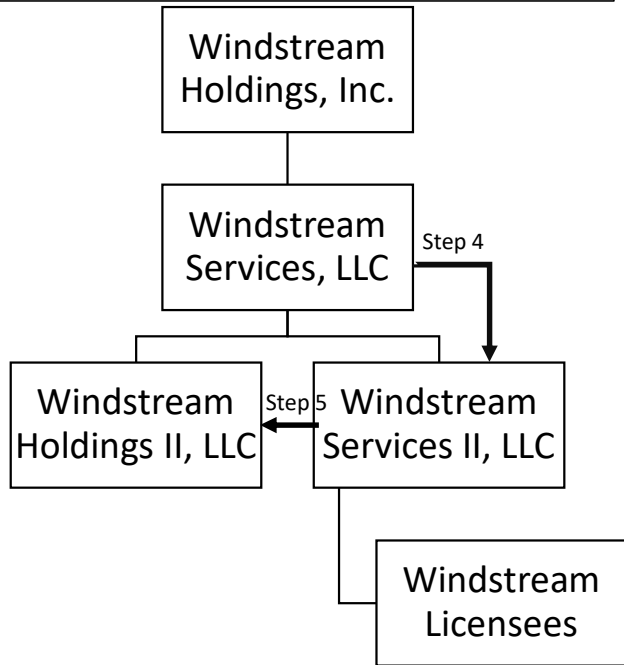 Windstream
Holdings, Inc.
Windstream
Services, LLC
Step 4
Windstream
Holdings II, LLC
Step 5
Windstream
Services II, LLC
Windstream
Licensees